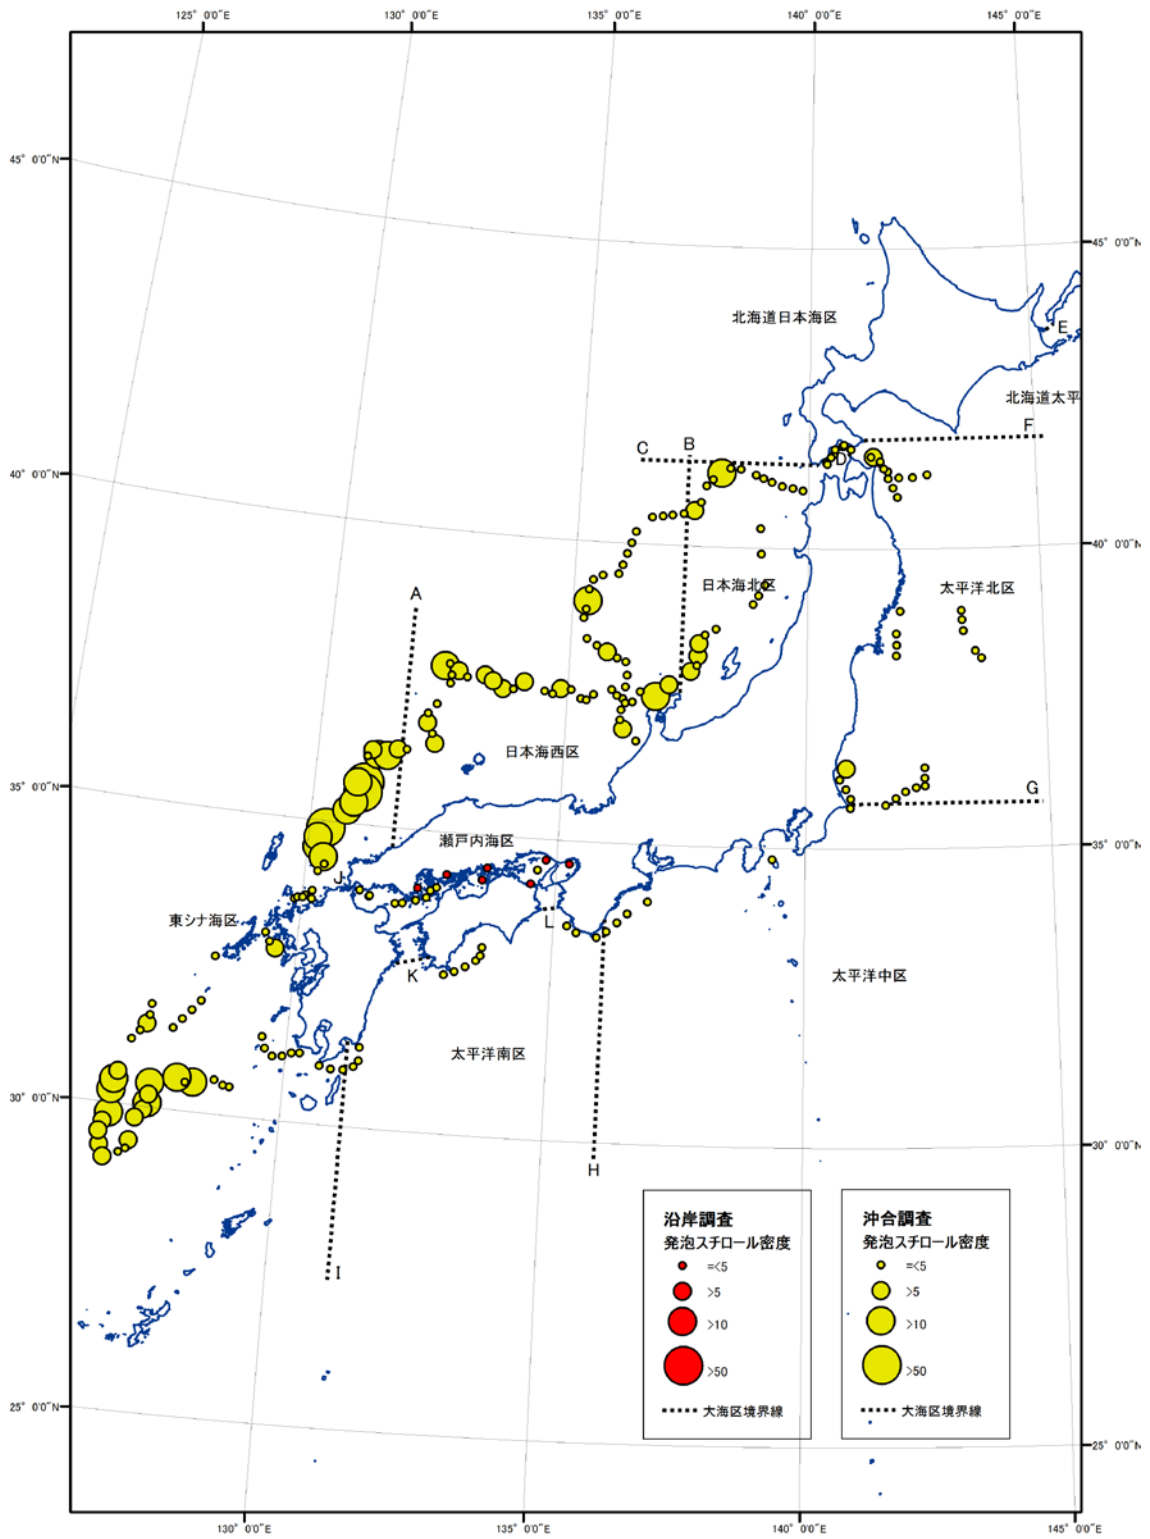 125° 0'0"E
130° 0'0"E
135° 0'0"E
140° 0'0"E
145° 0'0"E
45° 0'0"N
45° 0'0"N
北海道日本海区
E
北海道太平
F
B
C
D
40° 0'0"N
40° 0'0"N
日本海北区
太平洋北区
A
日本海西区
35° 0'0"N
G
瀬戸内海区
35° 0'0"N
J
東シナ海区
L
K
太平洋中区
太平洋南区
30° 0'0"N
30° 0'0"N
H
I
沿岸調査
発泡スチロール密度
=<5
>5
>10
>50
大海区境界線
沖合調査
発泡スチロール密度
=<5
>5
>10
>50
大海区境界線
25° 0'0"N
25° 0'0"N
130° 0'0"E
135° 0'0"E
140° 0'0"E
145° 0'0"E